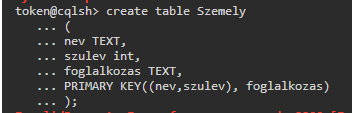 token@cqlsh> create table Szemely
... (
... nev TEXT,
... szulev int,
... foglalkozas TEXT,
... PRIMARY KEY((nev,szulev), foglalkozas)
... );